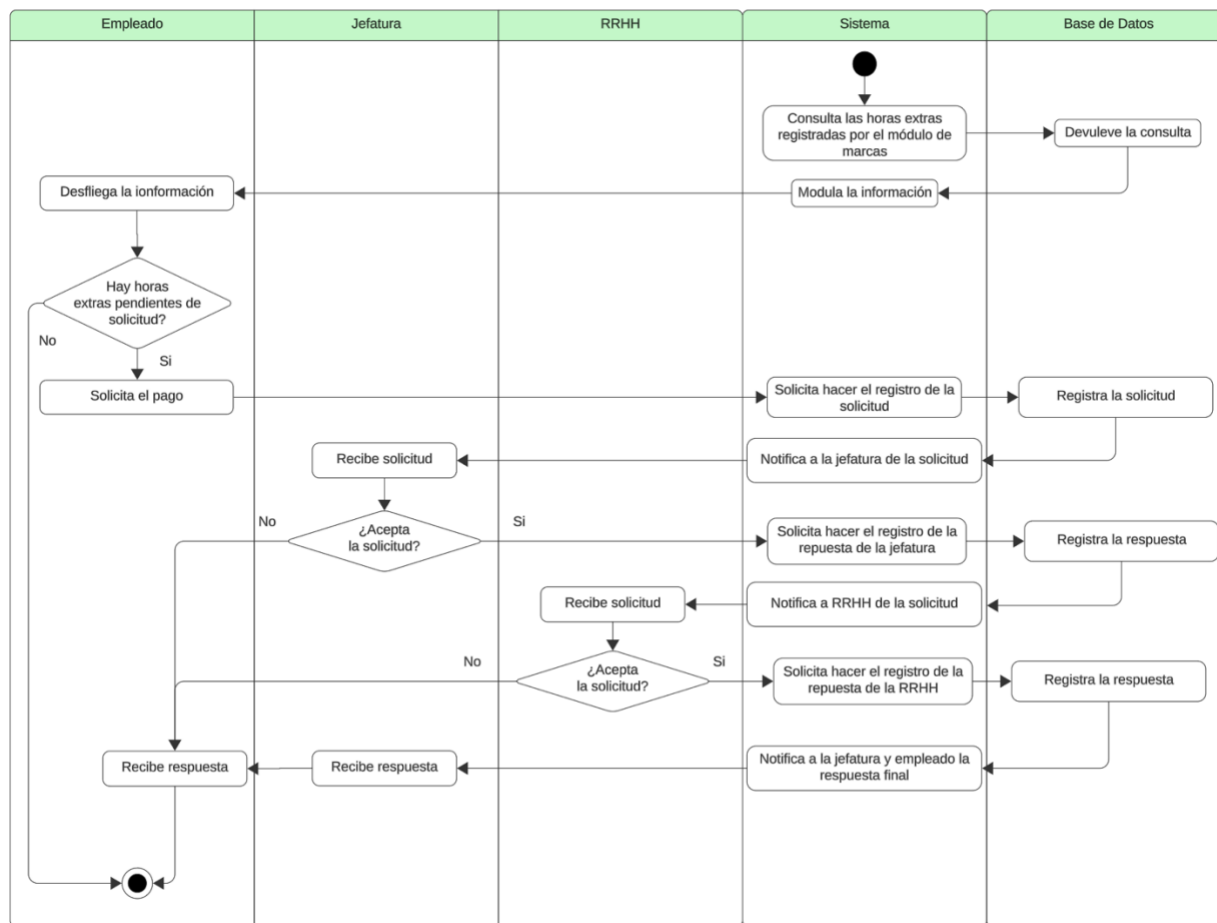 Empleado
Jefatura
RRHH
Sistema
Base de Datos
Consulta las horas extras
registradas por el módulo de
marcas
Devuleve la consulta
Desfliega la ionformación
Modula la información
Hay horas
extras pendientes de
solicitud?
No
Si
Solicita el pago
Solicita hacer el registro de la
solicitud
Registra la solicitud
Recibe solicitud
Notifica a la jefatura de la solicitud
No
¿Acepta
la solicitud?
Si
Solicita hacer el registro de la
repuesta de la jefatura
Registra la respuesta
Recibe solicitud
Notifica a RRHH de la solicitud
No
¿Acepta
la solicitud?
Si
Solicita hacer el registro de la
repuesta de la RRHH
Registra la respuesta
Recibe respuesta
Recibe respuesta
Notifica a la jefatura y empleado la
respuesta final